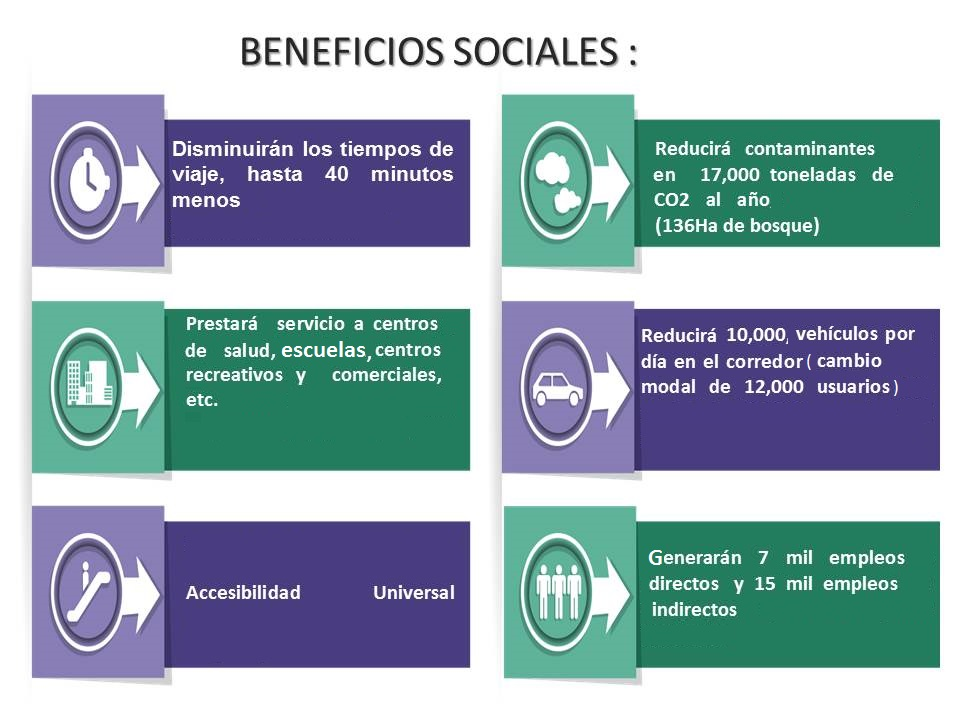 BENEFICIOS SOCIALES :
Disminuirán los tiempos de
viaje, hasta 40 minutos
menos
Reducirá contaminantes
en 17,000 toneladas de
CO2 al año
(136Ha de bosque)
Prestará servicio a centros
de salud, escuelas, centros
recreativos y comerciales,
etc.
Reducirá 10,000, vehículos por
día en el corredor ( cambio
modal de 12,000 usuarios )
Accesibilidad Universal
Generarán 7 mil empleos
directos y 15 mil empleos
indirectos